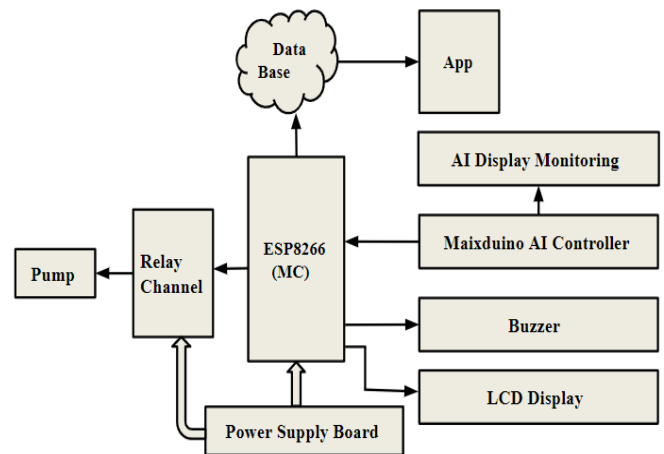 Data
Base
App
AI Display Monitoring
Maixduino AI Controller
ESP8266
(MC)
Relay
Channel
Pump
Buzzer
LCD Display
Power Supply Board